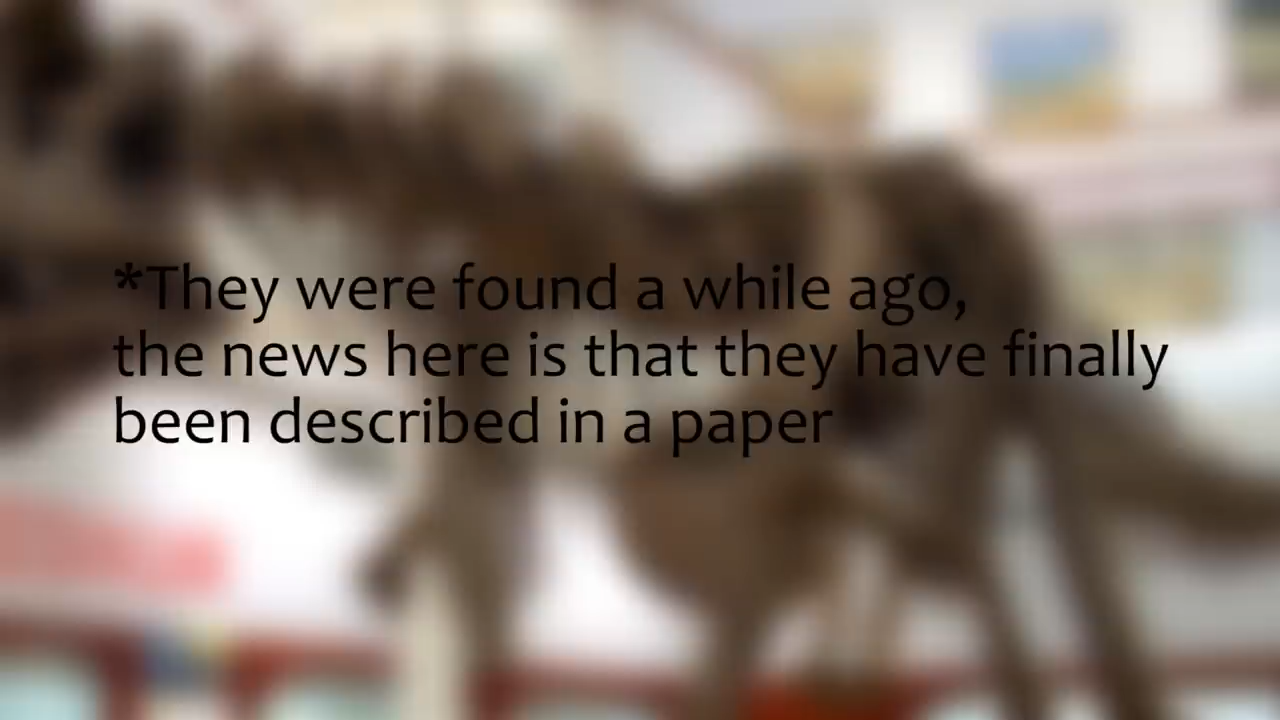 *They were found a while ago,
the news here is that they have finally
been described in a paper